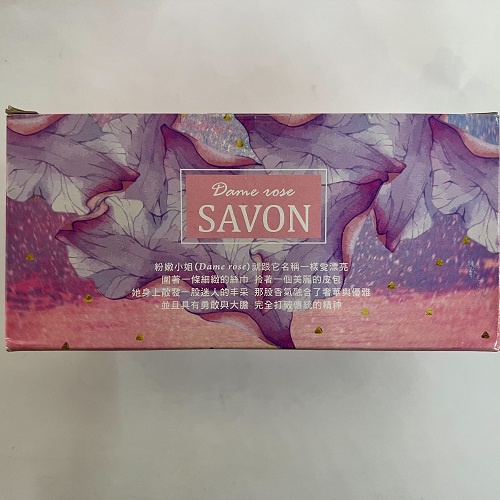 Dame rose
SAVON
粉嫩小姐(Dame rose)就跟它名稱一樣愛漂亮
圍著一條細緻的絲巾 拎著一個美麗的皮包
她身上散發一股迷人的丰采 那股香氣融合了奢華與優雅
並且具有勇敢與大膽 完全打破傳統的精神